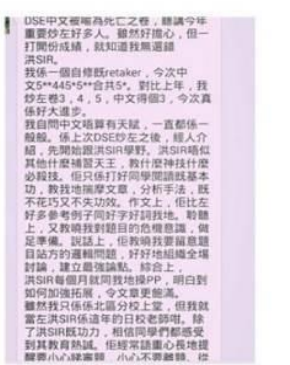 DSE中文被喻為死亡之卷，聽講今年
重要炒左好多人。雖然好擔心，但一
打開份成績，就知道我無選錯
洪SIR。
我係一個自修既retaker，今次中
文5**445*5**合共5*。對比上年，我
炒左卷3，4，5，中文得個3，今次真
係好大進步。
我自問中文唔算有天賦，一直都係一
般般。係上次DSE炒左之後，經人介
紹，先開始跟洪SIR學野。洪SIR唔似
其他什麼補習天王，教什麼神技什麼
必殺技。佢只係打好同學閱讀既基本
功，教我地揣摩文章，分析手法，既
不花巧又不失功效。作文上，佢比左
好多參考例子同好字好詞我地。聆聽
上，又教曉我對題目的危機意識，做
足準備。說話上，佢教曉我要留意題
目站方的邏輯問題，好好地組織全場
討論，建立最強論點。綜合上，
洪SIR每個月就同我地操PP，明白到
如何加強拓展，令文章更飽滿。
雖然我只係係北區分校上堂，但我就
當左洪SIR係這年的日校老師咁。除
了洪SIR既功力，相信同學們都感受
到其教育熱誠。佢經常語重心長地提
醒要小心睇審題，小心不要離題，從